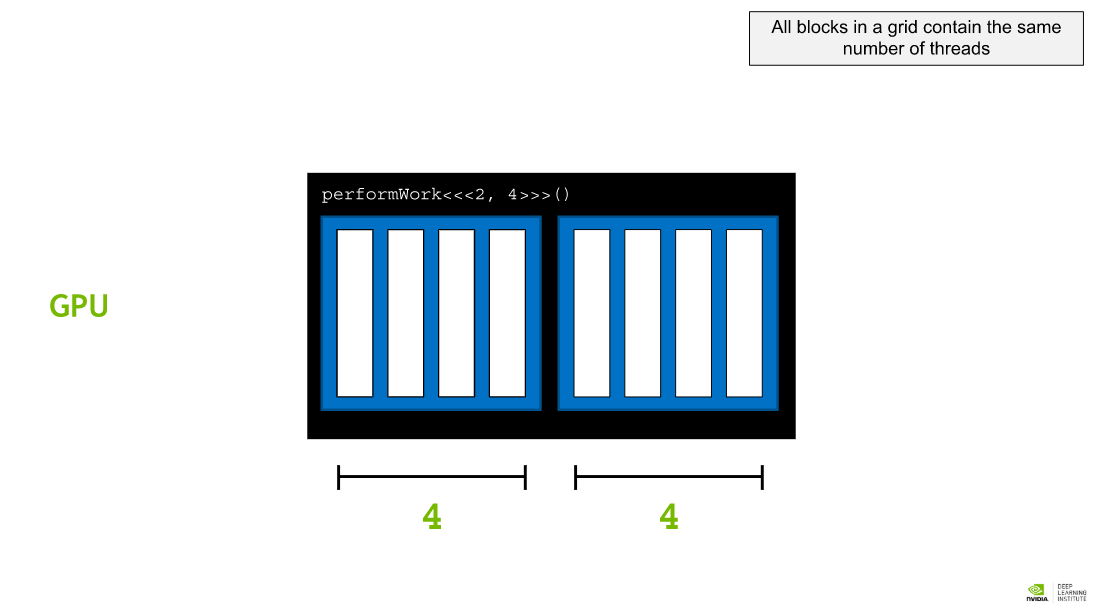 All blocks in a grid contain the same
number of threads
performWork<<<2, 4>>>()
GPU
4 4
NVIDIA
DEEP
LEARNING
INSTITUTE